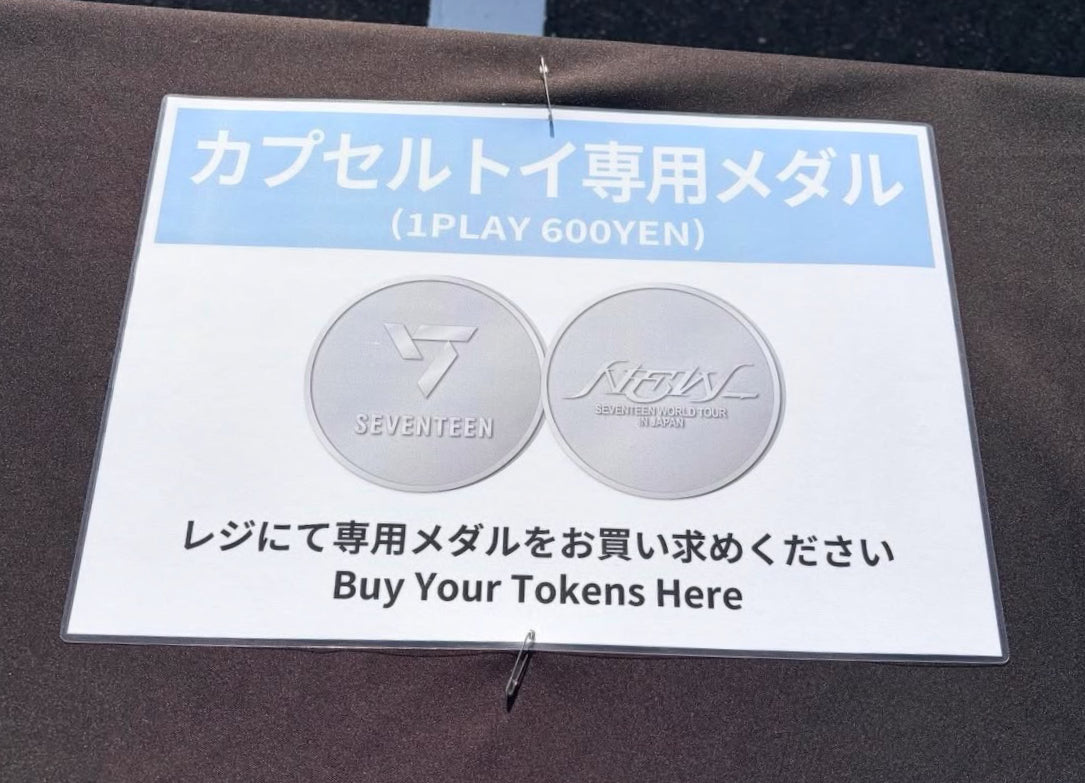 カプセルトイ専用メダル
(1PLAY 600YEN)
SEVENTEEN
SEVENTEEN WORLD TOUR
IN JAPAN
レジにて専用メダルをお買い求めください
Buy Your Tokens Here